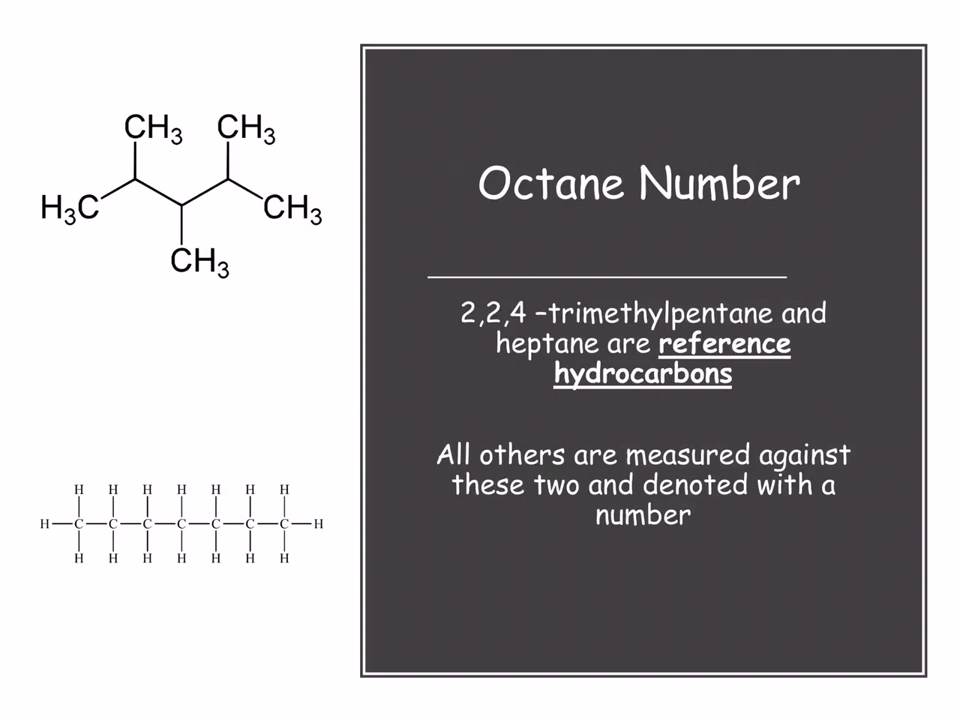 CH3 CH3
H3C CH3
CH3
H H H H H H H
H C C C C C C C H
H H H H H H H
Octane Number
2,2,4 –trimethylpentane and
heptane are reference
hydrocarbons
All others are measured against
these two and denoted with a
number